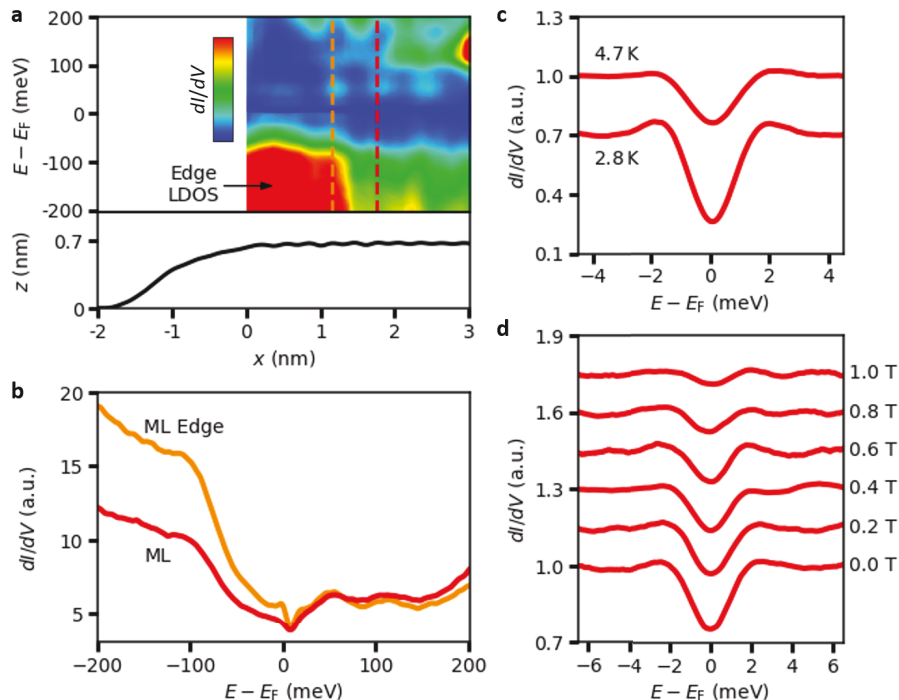 a
200
100
0
-100
-200
E − E_F (meV)
dI/dV
Edge
LDOS
0.7
0
z (nm)
-2
-1
0
1
2
3
x (nm)
b
20
15
10
5
dI/dV (a.u.)
ML Edge
ML
−200
−100
0
100
200
E − E_F (meV)
c
1.3
1.0
0.7
0.4
0.1
dI/dV (a.u.)
4.7 K
2.8 K
−4
−2
0
2
4
E − E_F (meV)
d
1.9
1.6
1.3
1.0
0.7
dI/dV (a.u.)
1.0 T
0.8 T
0.6 T
0.4 T
0.2 T
0.0 T
−6
−4
−2
0
2
4
6
E − E_F (meV)